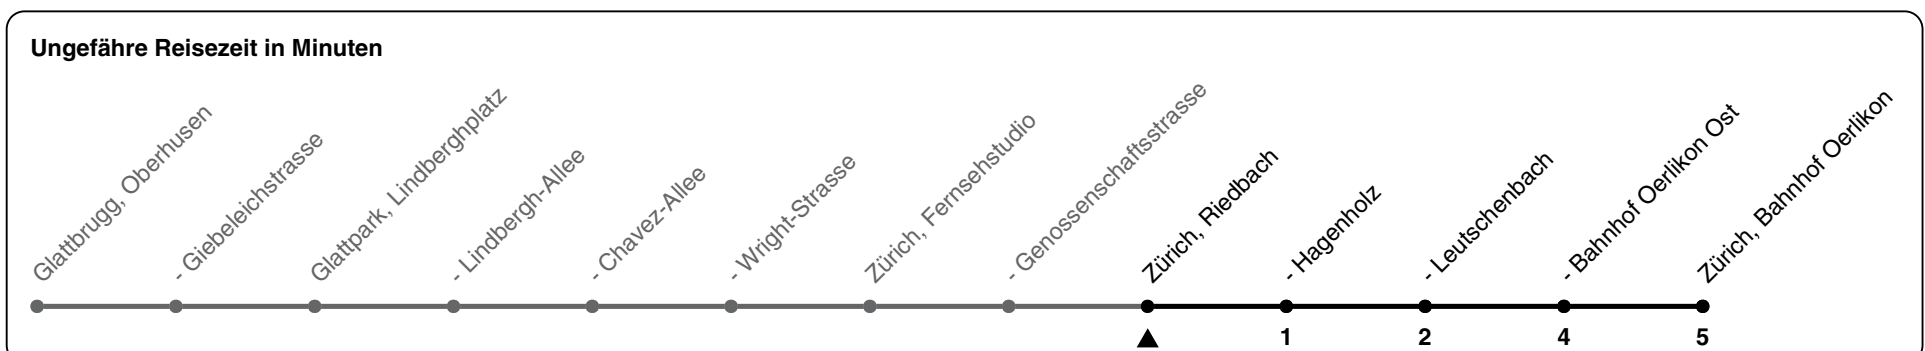 Ungefähre Reisezeit in Minuten
Glattbrugg, Oberhusen
- Giebeleichstrasse
Glattpark, Lindberghplatz
- Lindbergh-Allee
- Chavez-Allee
- Wright-Strasse
Zürich, Fernsehstudio
- Genossenschaftsstrasse
Zürich, Riedbach
- Hagenholz
- Leutschenbach
- Bahnhof Oerlikon Ost
Zürich, Bahnhof Oerlikon
1 2 4 5